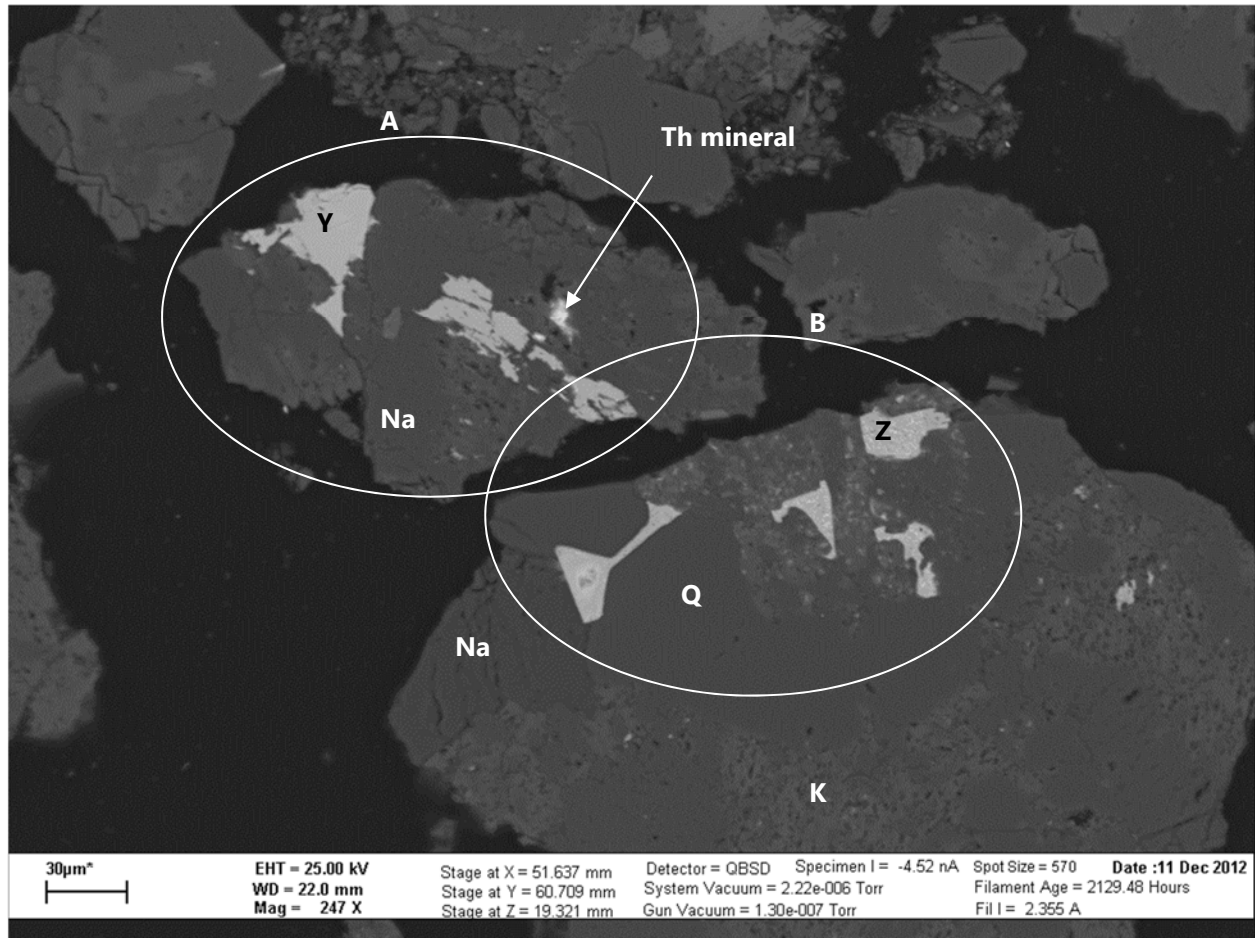 A
Th mineral
Y
B
Na
Z
Q
Na
K
30µm*
EHT = 25.00 kV
WD = 22.0 mm
Mag = 247 X
Stage at X = 51.637 mm
Stage at Y = 60.709 mm
Stage at Z = 19.321 mm
Detector = QBSD
Specimen I = -4.52 nA
Spot Size = 570
Date :11 Dec 2012
System Vacuum = 2.22e-006 Torr
Filament Age = 2129.48 Hours
Gun Vacuum = 1.30e-007 Torr
Fil I = 2.355 A